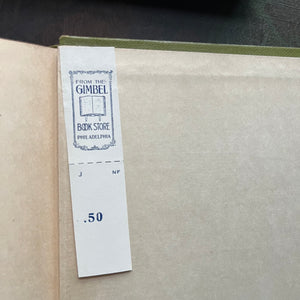 FROM THE
GIMBEL
BOOK STORE
PHILADELPHIA
J NF
.50